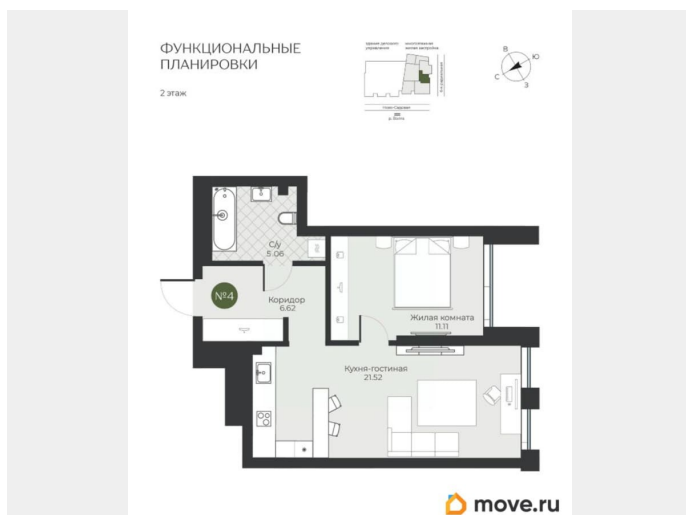 ФУНКЦИОНАЛЬНЫЕ
ПЛАНИРОВКИ
2 этаж
р. Волга
В
Ю
С
З
С/у
5.06
№4
Коридор
6.62
Жилая комната
11.11
Кухня-гостиная
21.52
move.ru